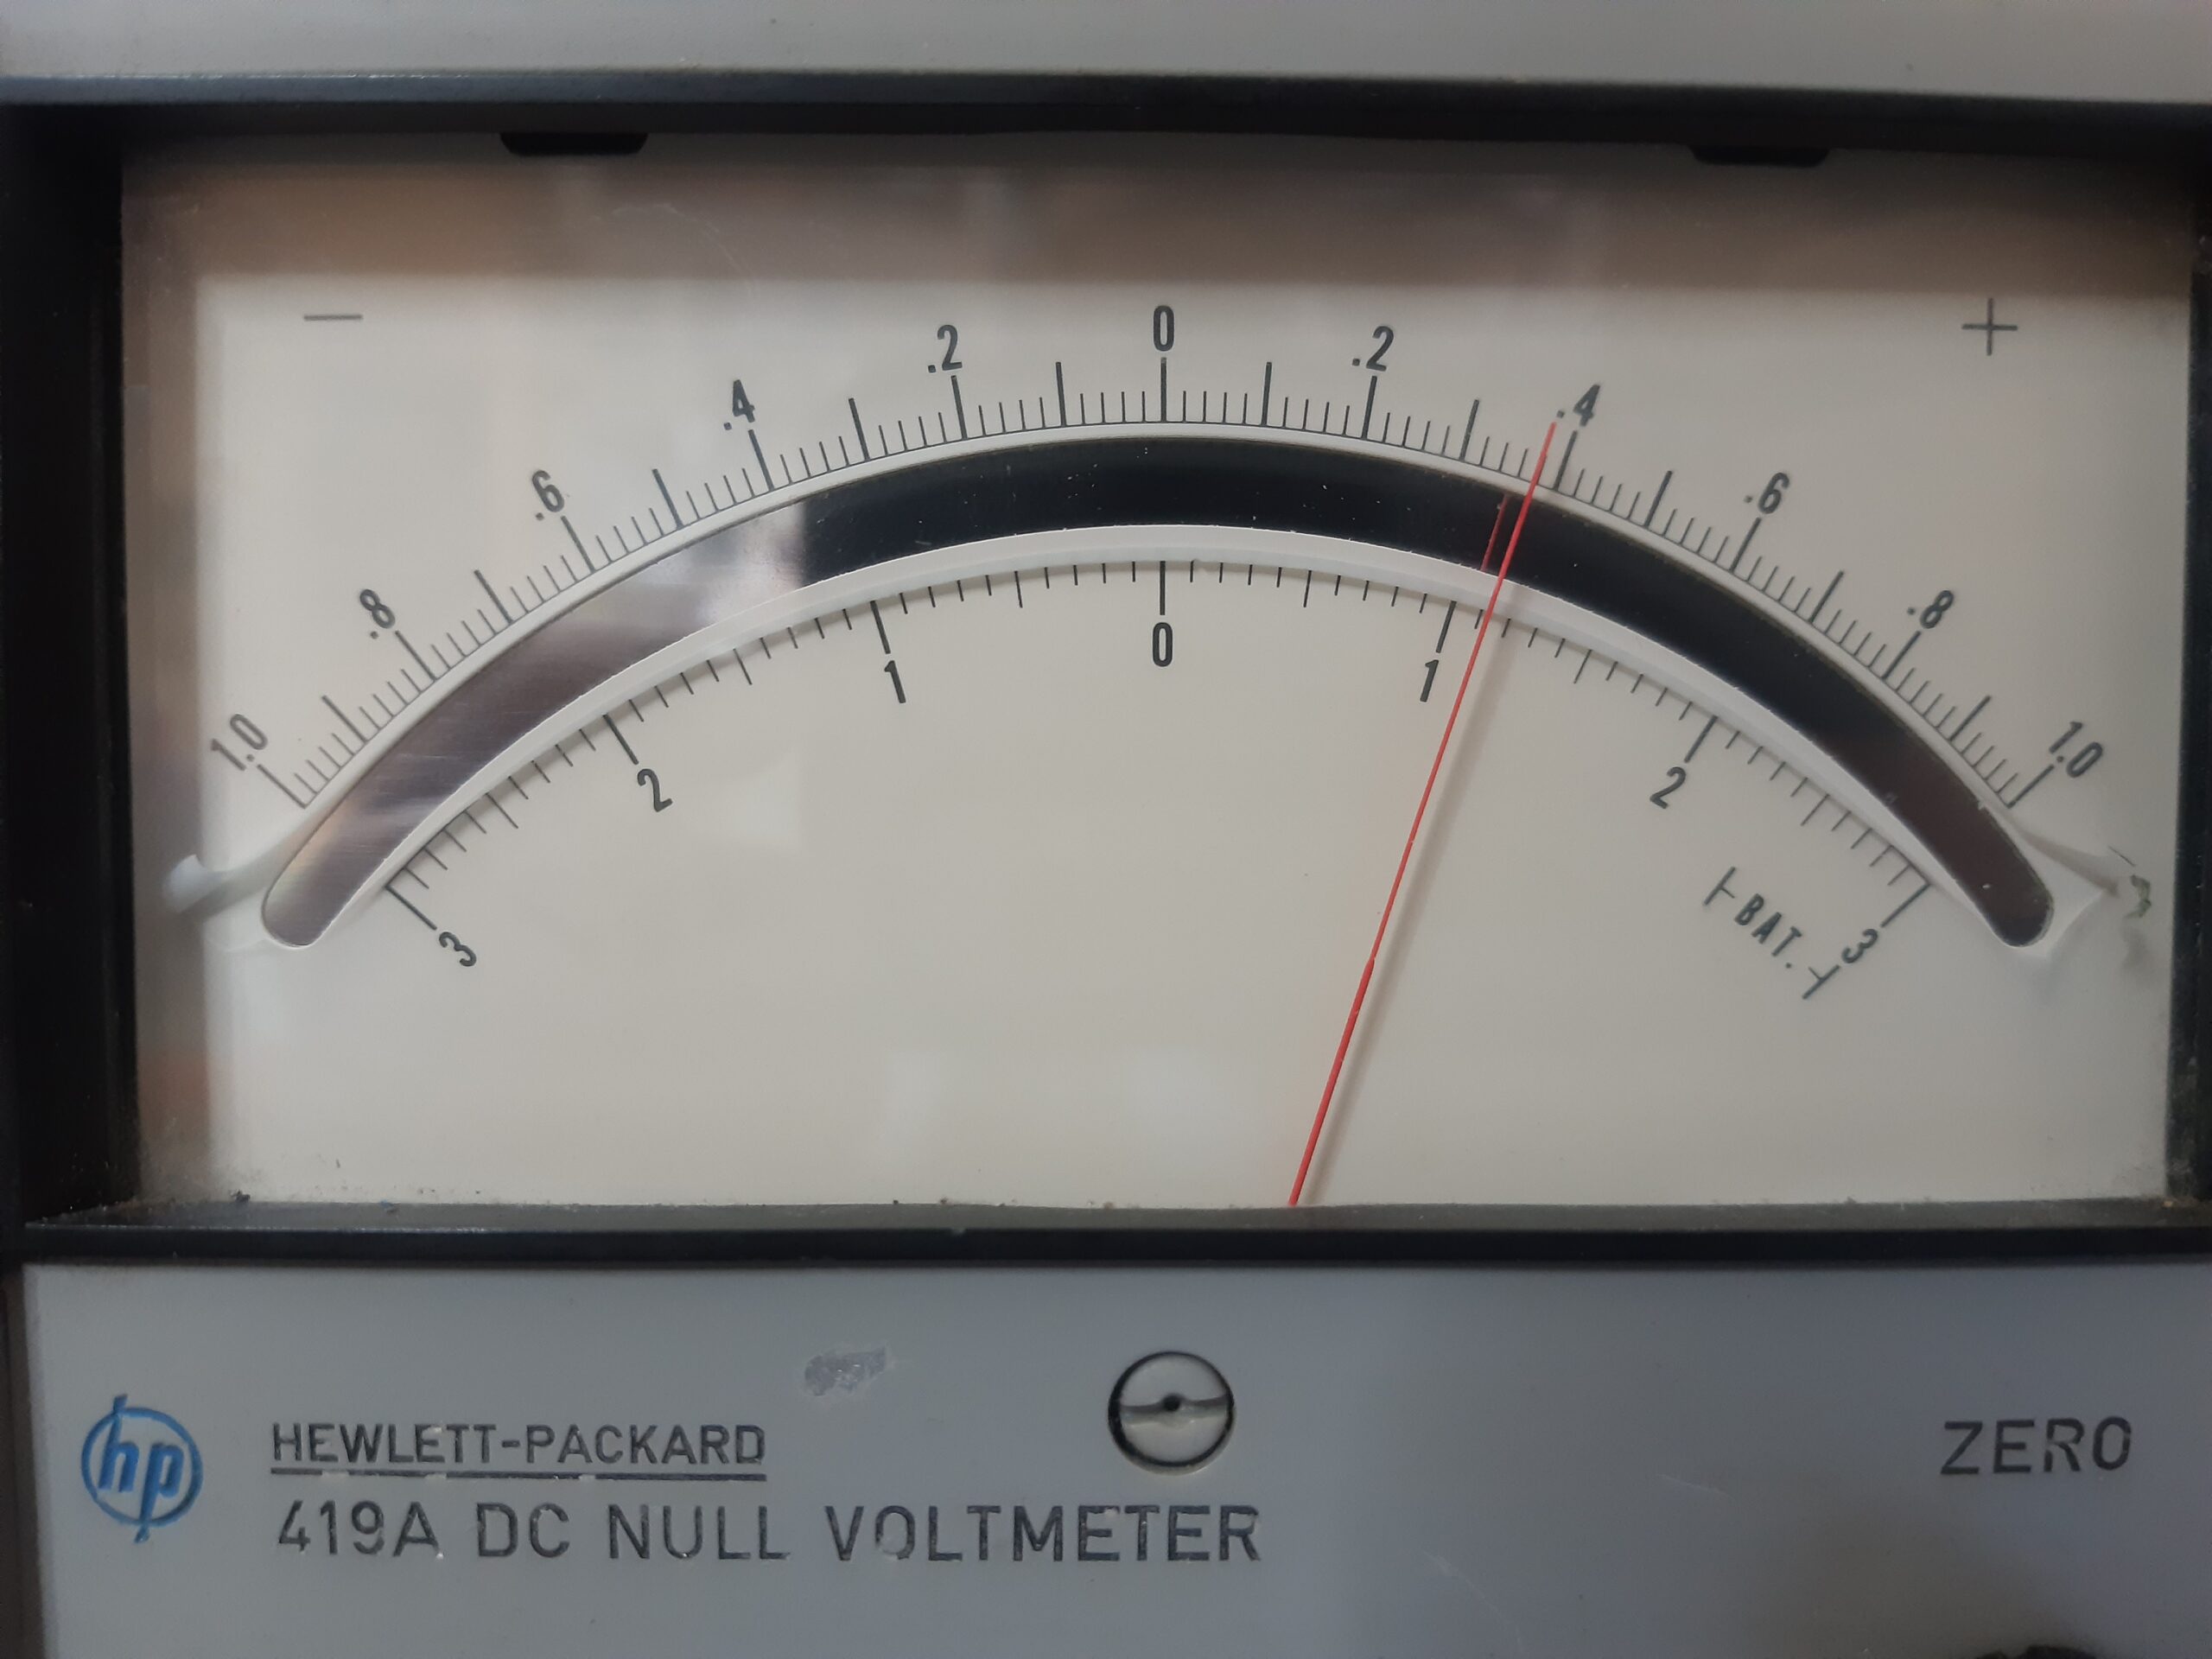 − +
1.0 .8 .6 .4 .2 0 .2 .4 .6 .8 1.0
3 2 1 0 1 2 3
BAT.
hp HEWLETT-PACKARD
419A DC NULL VOLTMETER
ZERO